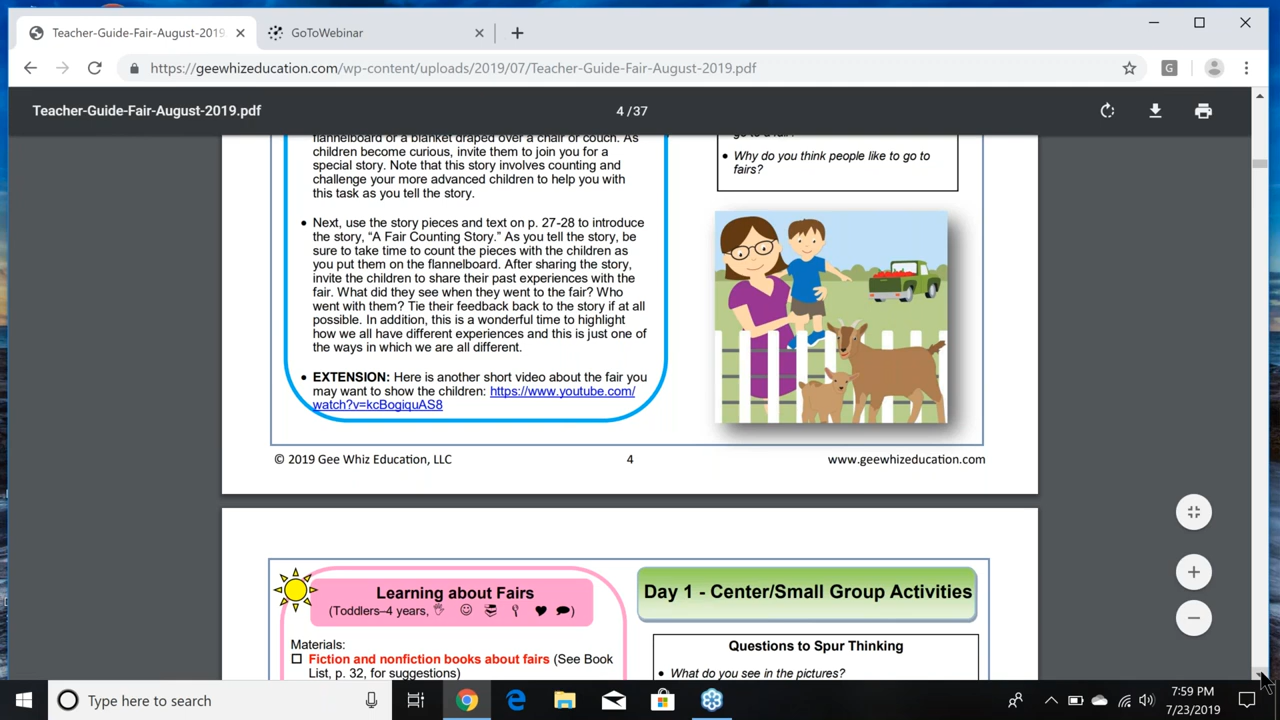 Teacher-Guide-Fair-August-2019
GoToWebinar
https://geewhizeducation.com/wp-content/uploads/2019/07/Teacher-Guide-Fair-August-2019.pdf
G
Teacher-Guide-Fair-August-2019.pdf
4 / 37
flannelboard or a blanket draped over a chair or couch. As
children become curious, invite them to join you for a
special story. Note that this story involves counting and
challenge your more advanced children to help you with
this task as you tell the story.
• Next, use the story pieces and text on p. 27-28 to introduce
the story, “A Fair Counting Story.” As you tell the story, be
sure to take time to count the pieces with the children as
you put them on the flannelboard. After sharing the story,
invite the children to share their past experiences with the
fair. What did they see when they went to the fair? Who
went with them? Tie their feedback back to the story if at all
possible. In addition, this is a wonderful time to highlight
how we all have different experiences and this is just one of
the ways in which we are all different.
• EXTENSION: Here is another short video about the fair you
may want to show the children: https://www.youtube.com/
watch?v=kcBogiquAS8
go to a fair?
• Why do you think people like to go to
fairs?
© 2019 Gee Whiz Education, LLC
4
www.geewhizeducation.com
Learning about Fairs
(Toddlers–4 years,
Materials:
Fiction and nonfiction books about fairs (See Book
List, p. 32, for suggestions)
Day 1 - Center/Small Group Activities
Questions to Spur Thinking
• What do you see in the pictures?
Type here to search
7:59 PM
7/23/2019